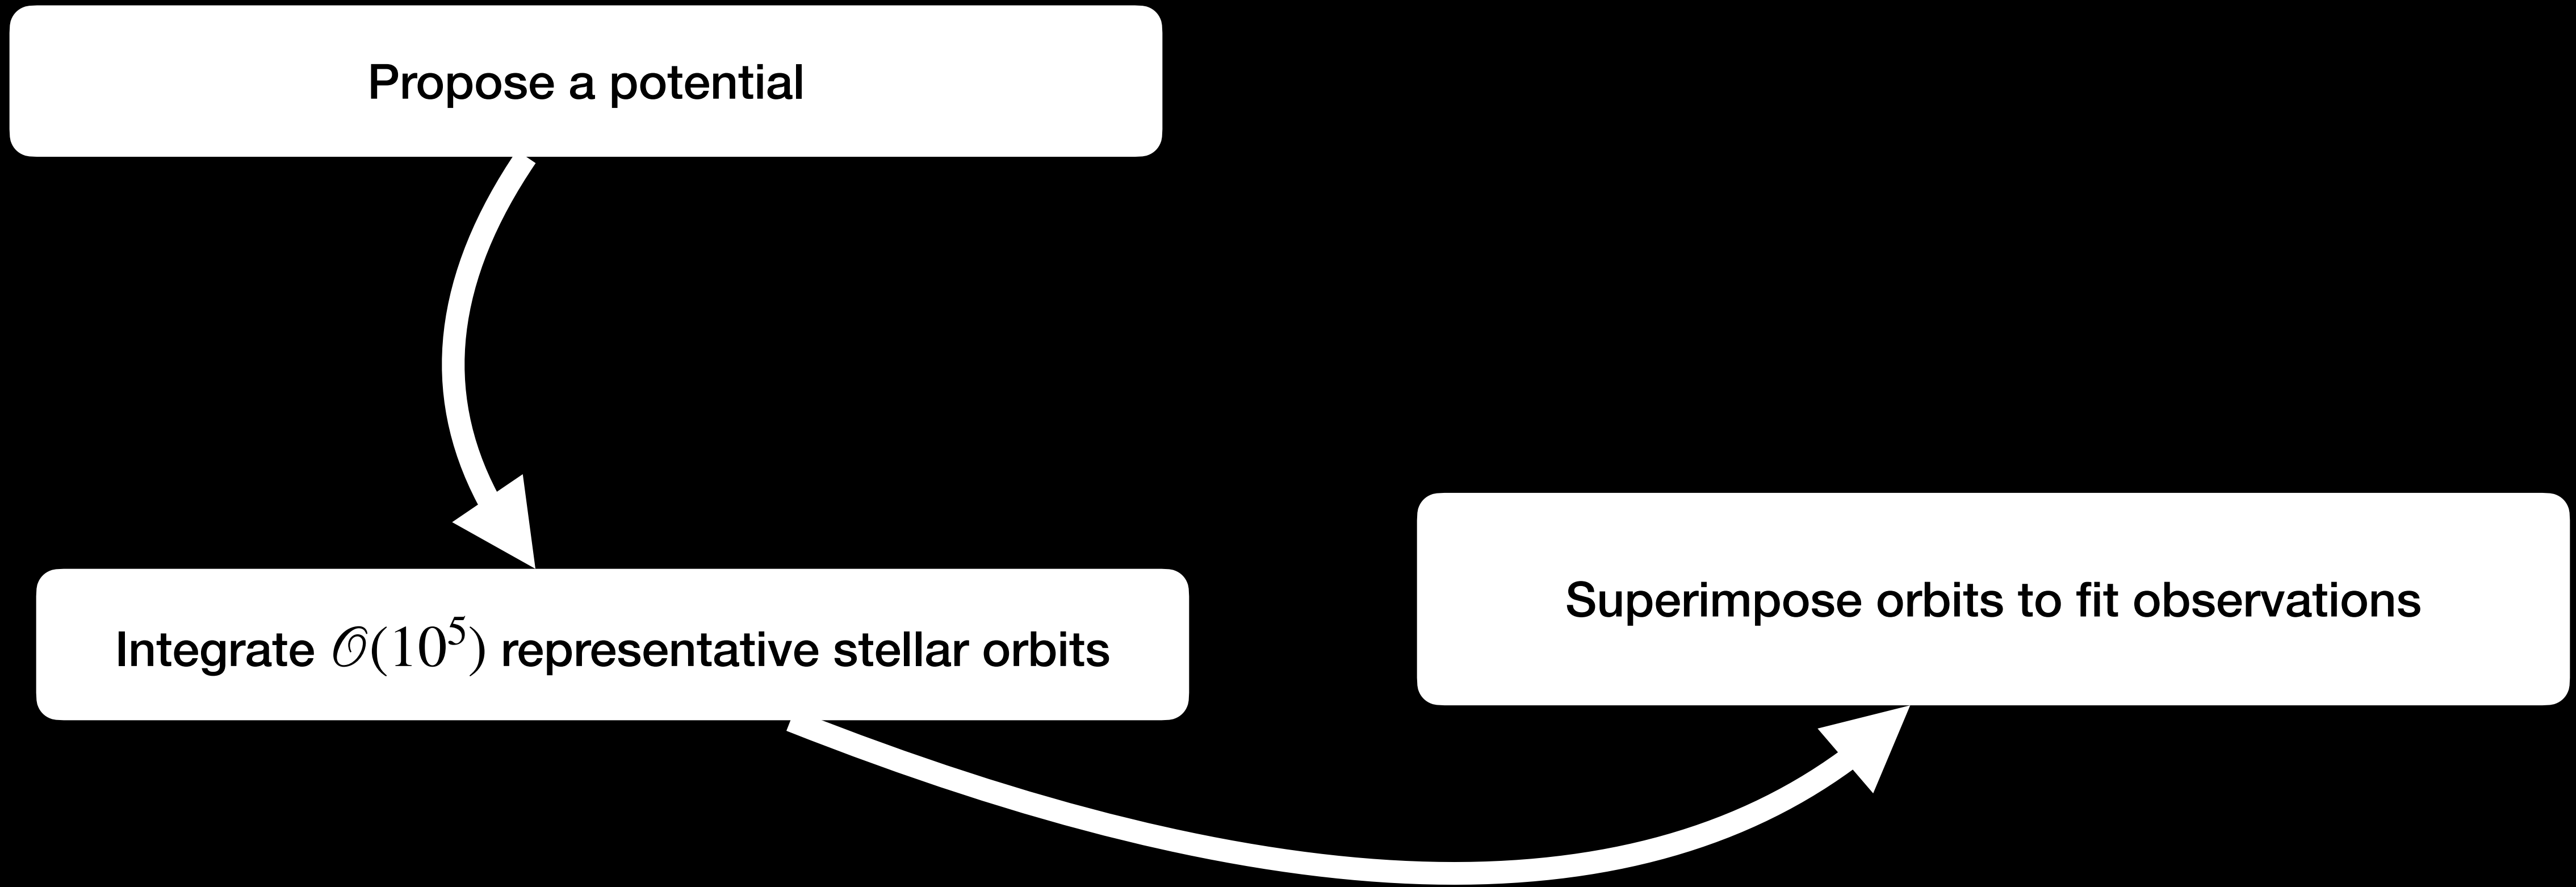 Propose a potential
Integrate 𝒪(10⁵) representative stellar orbits
Superimpose orbits to fit observations